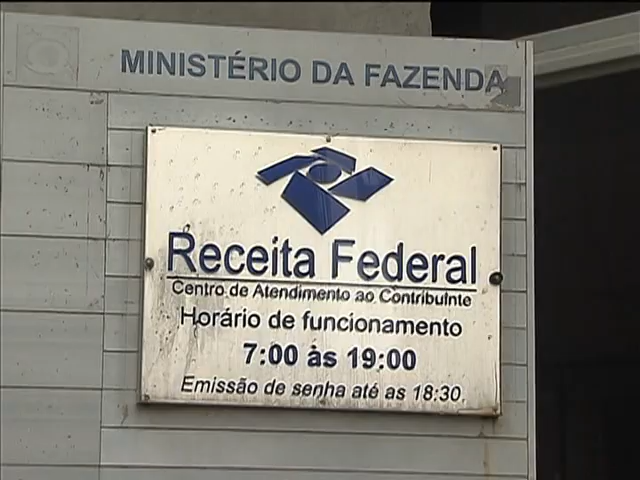 MINISTÉRIO DA FAZENDA
Receita Federal
Centro de Atendimento ao Contribuinte
Horário de funcionamento
7:00 às 19:00
Emissão de senha até as 18:30